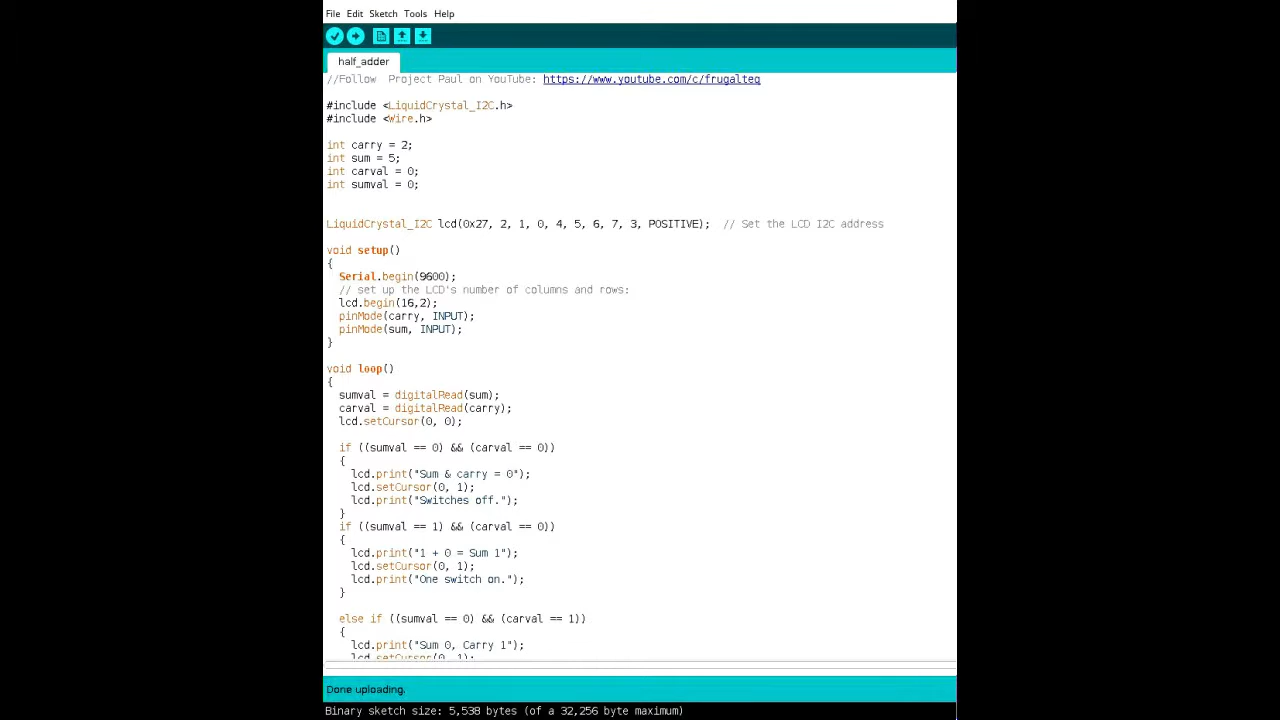 File Edit Sketch Tools Help
half_adder
//Follow  Project Paul on YouTube: https://www.youtube.com/c/frugalteq
#include <LiquidCrystal_I2C.h>
#include <Wire.h>
int carry = 2;
int sum = 5;
int carval = 0;
int sumval = 0;
LiquidCrystal_I2C lcd(0x27, 2, 1, 0, 4, 5, 6, 7, 3, POSITIVE);  // Set the LCD I2C address
void setup()
{
  Serial.begin(9600);
  // set up the LCD's number of columns and rows:
  lcd.begin(16,2);
  pinMode(carry, INPUT);
  pinMode(sum, INPUT);
}
void loop()
{
  sumval = digitalRead(sum);
  carval = digitalRead(carry);
  lcd.setCursor(0, 0);
  if ((sumval == 0) && (carval == 0))
  {
    lcd.print("Sum & carry = 0");
    lcd.setCursor(0, 1);
    lcd.print("Switches off.");
  }
  if ((sumval == 1) && (carval == 0))
  {
    lcd.print("1 + 0 = Sum 1");
    lcd.setCursor(0, 1);
    lcd.print("One switch on.");
  }
  else if ((sumval == 0) && (carval == 1))
  {
    lcd.print("Sum 0, Carry 1");
    lcd.setCursor(0, 1);
Done uploading.
Binary sketch size: 5,538 bytes (of a 32,256 byte maximum)